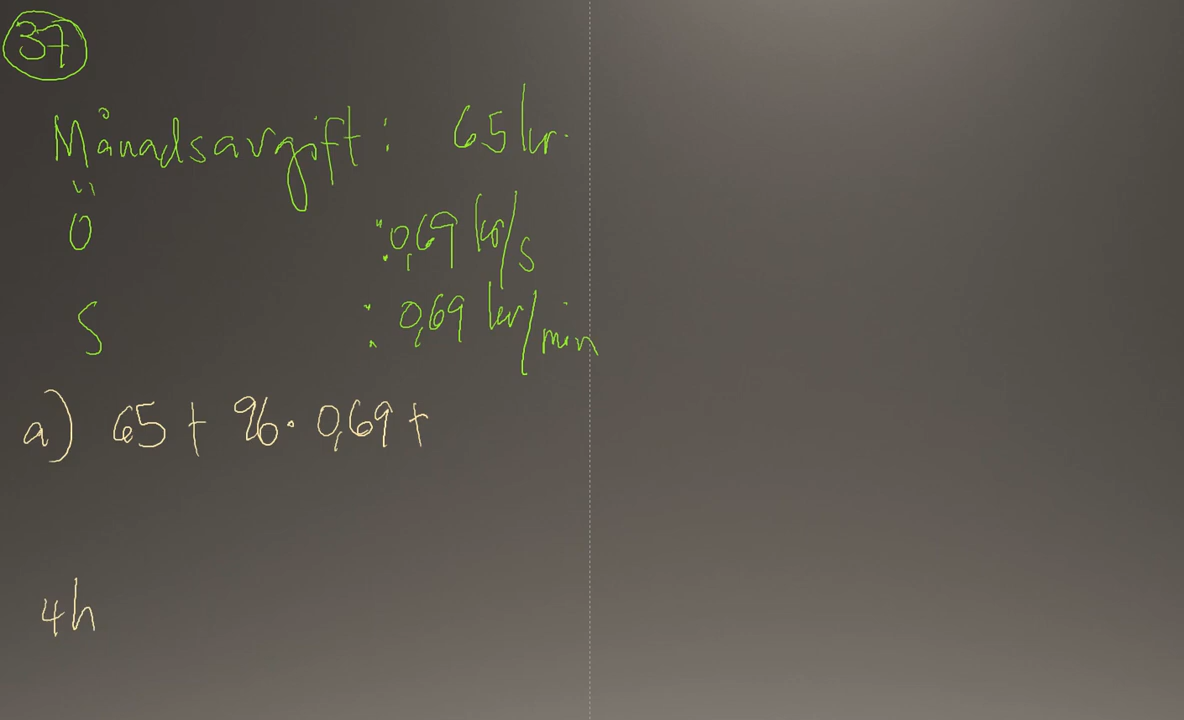 37
Månadsavgift: 65 kr.
Ö : 0,69 kr/s
S : 0,69 kr/min
a) 65 + 96 · 0,69 +
4h